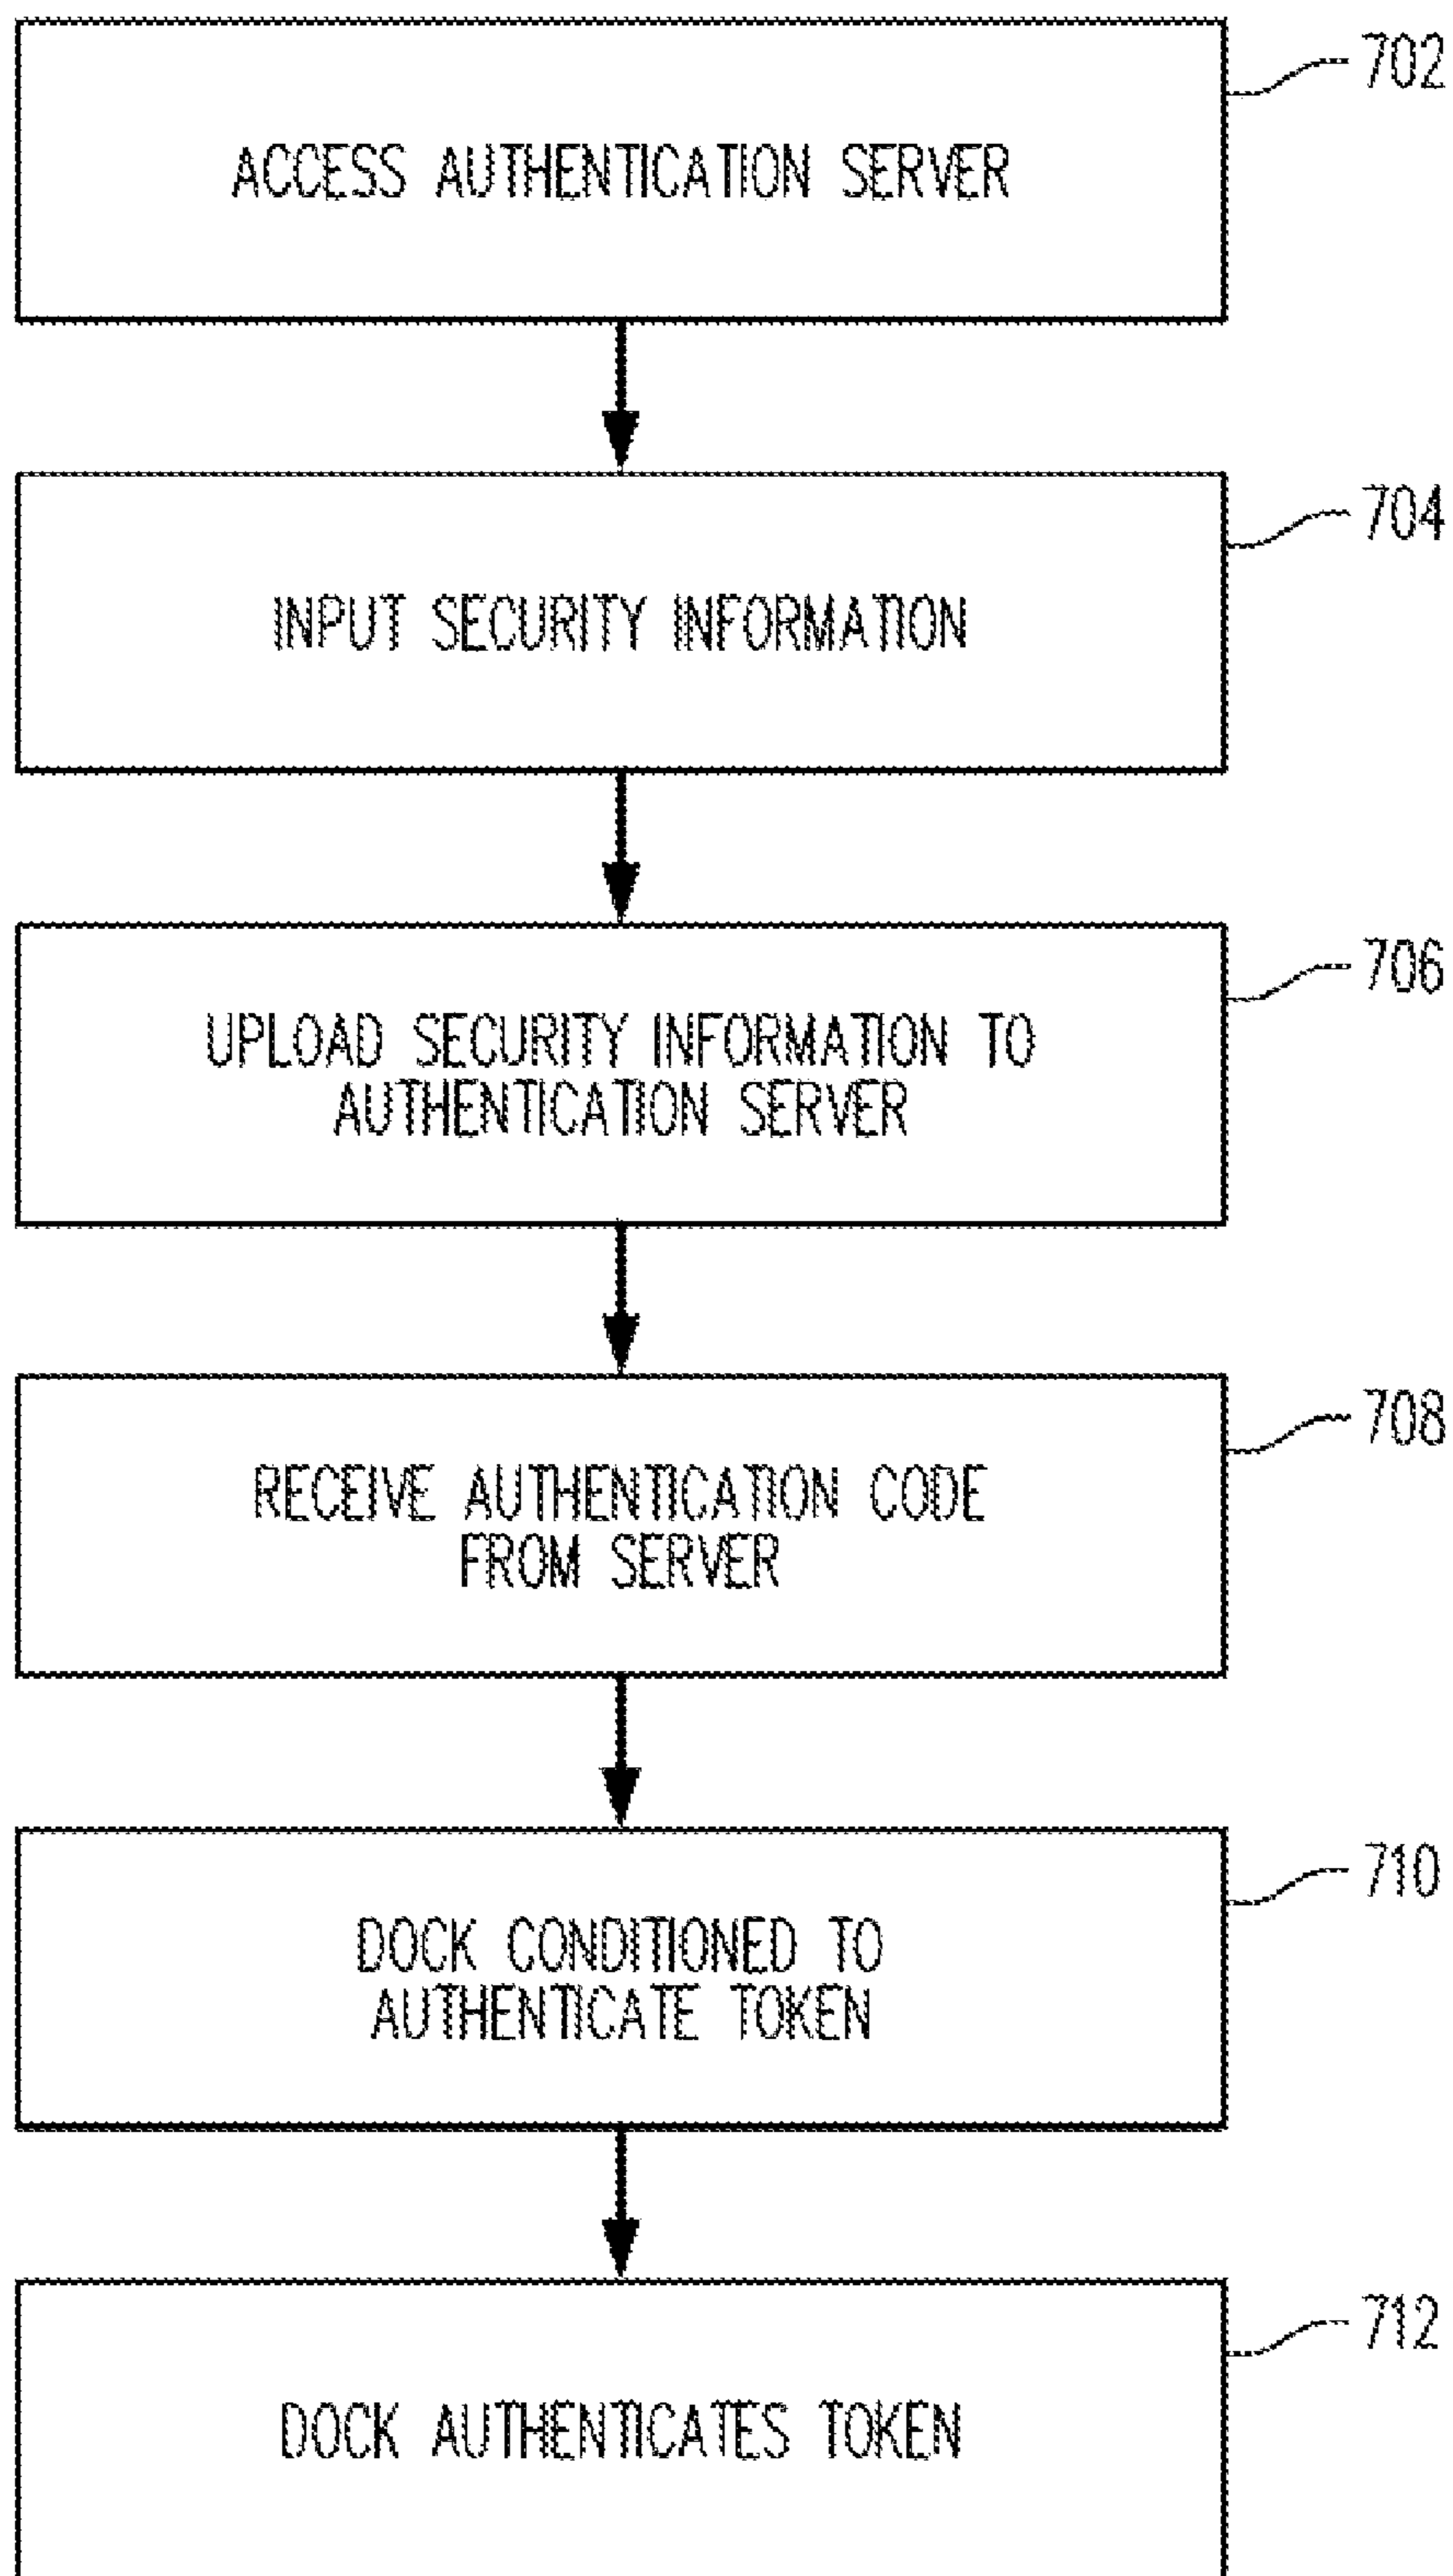 702
ACCESS AUTHENTICATION SERVER
704
INPUT SECURITY INFORMATION
706
UPLOAD SECURITY INFORMATION TO
AUTHENTICATION SERVER
708
RECEIVE AUTHENTICATION CODE
FROM SERVER
710
DOCK CONDITIONED TO
AUTHENTICATE TOKEN
712
DOCK AUTHENTICATES TOKEN